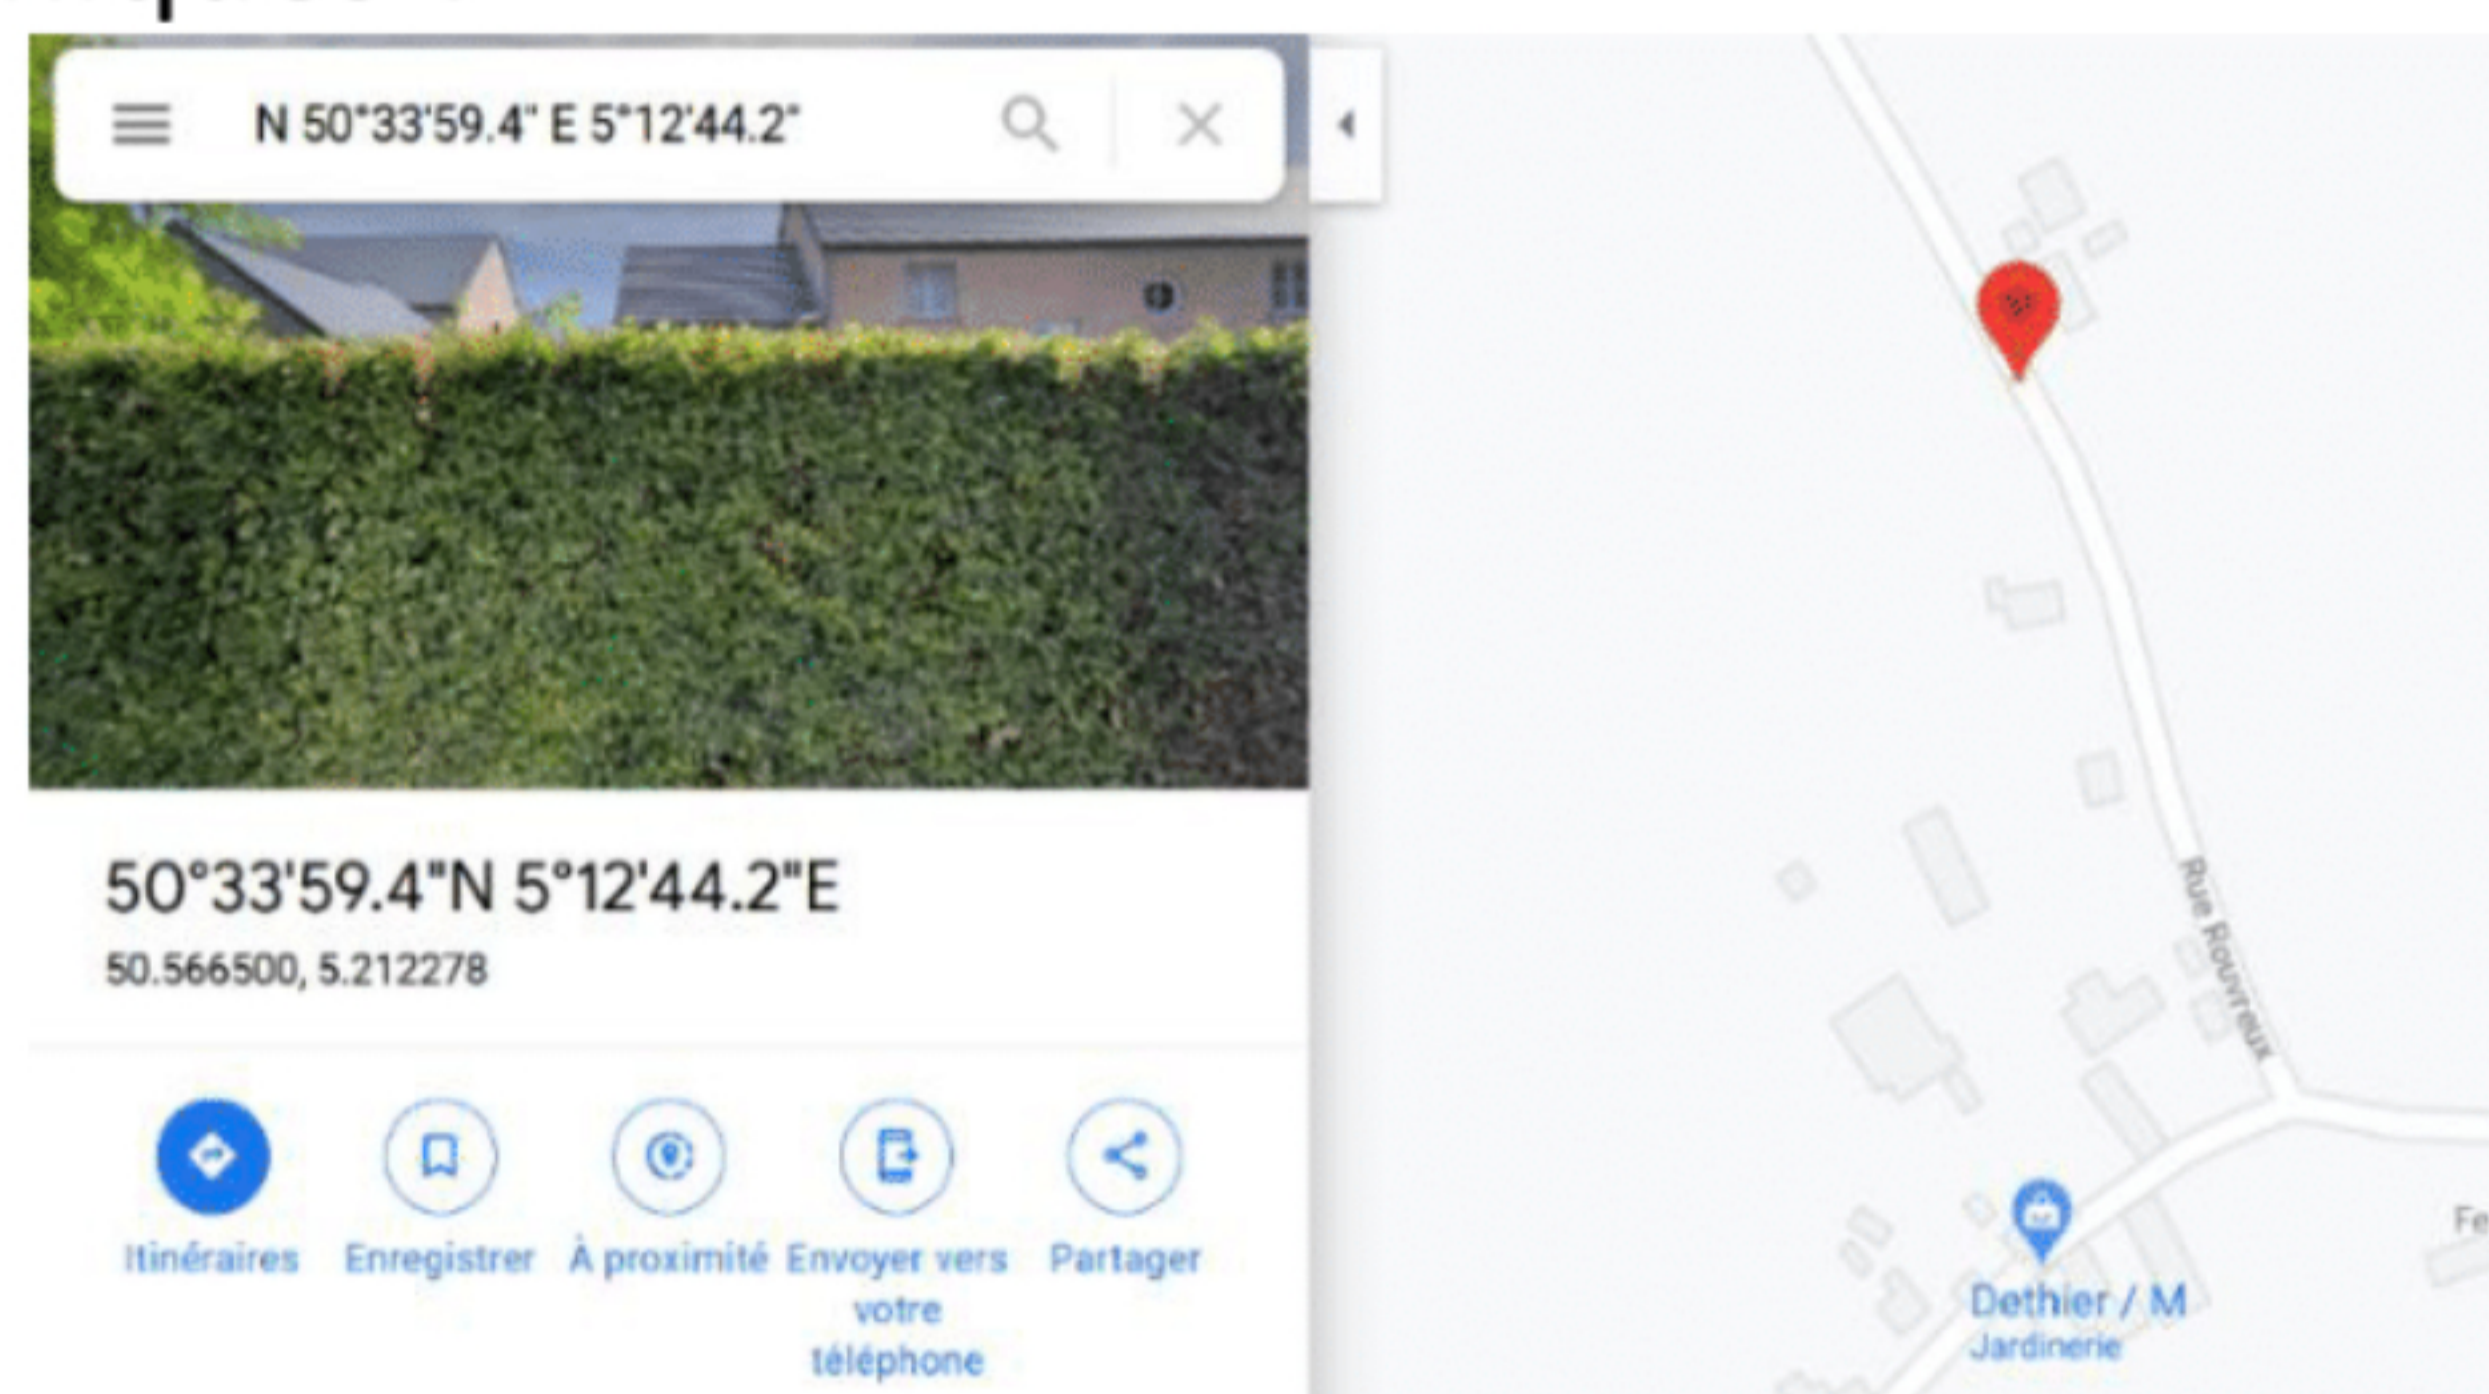 N 50°33'59.4" E 5°12'44.2"
50°33'59.4"N 5°12'44.2"E
50.566500, 5.212278
Itinéraires
Enregistrer
À proximité
Envoyer vers
votre
téléphone
Partager
Rue Rouvreux
Dethier / M
Jardinerie
Fe